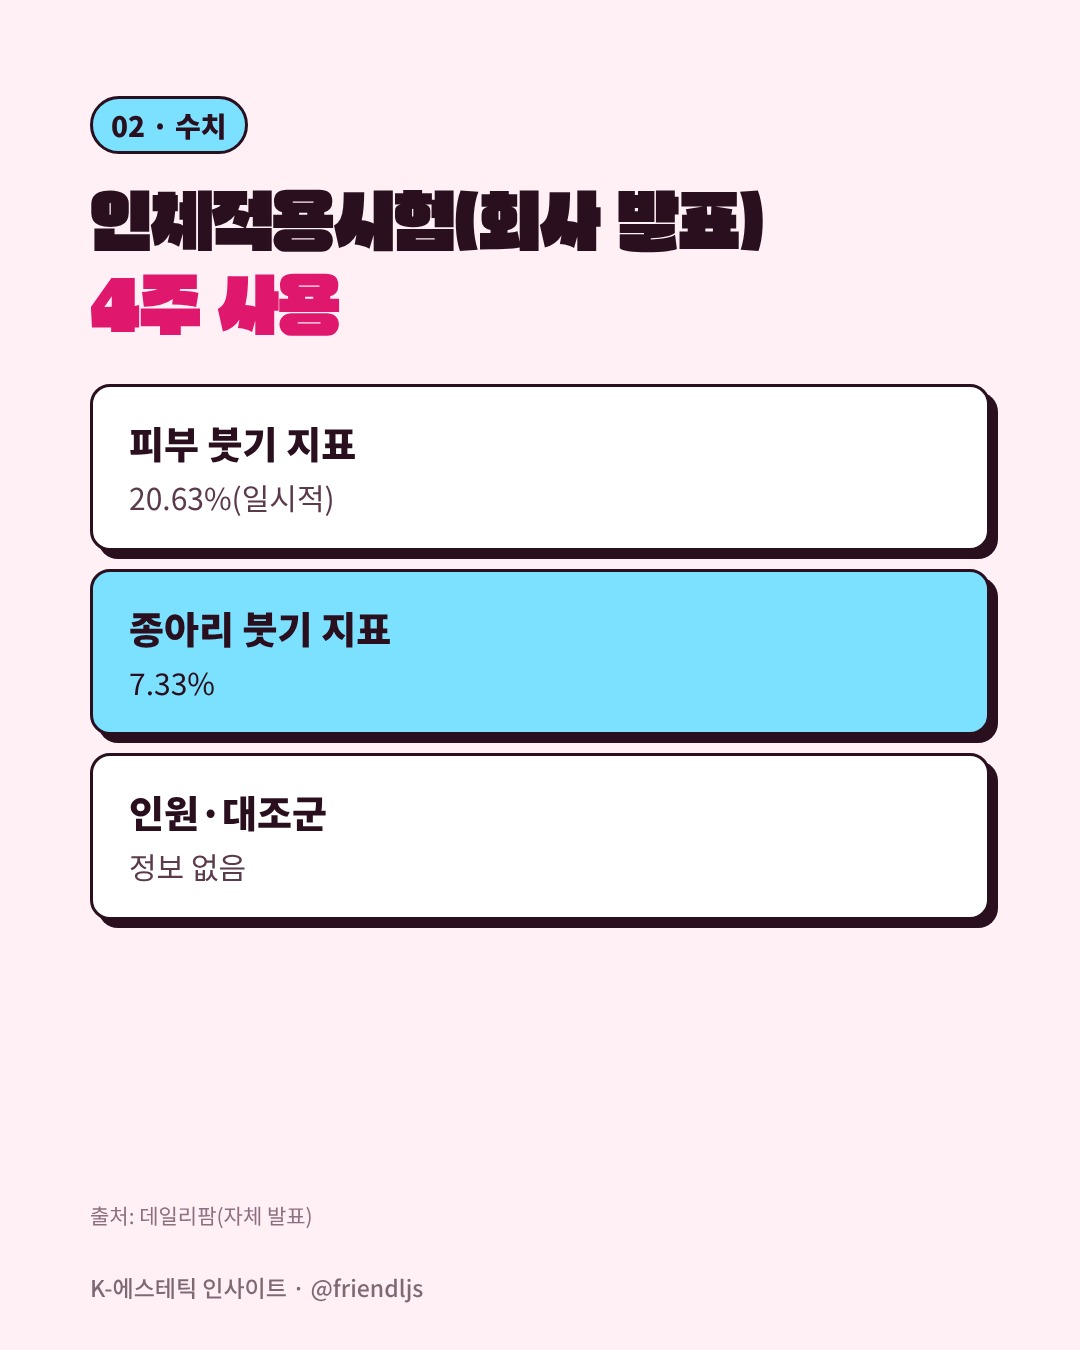 02 · 수치
인체적용시험(회사 발표)
4주 사용
피부 붓기 지표
20.63%(일시적)
종아리 붓기 지표
7.33%
인원·대조군
정보 없음
출처: 데일리팜(자체 발표)
K-에스테틱 인사이트 · @friendljs